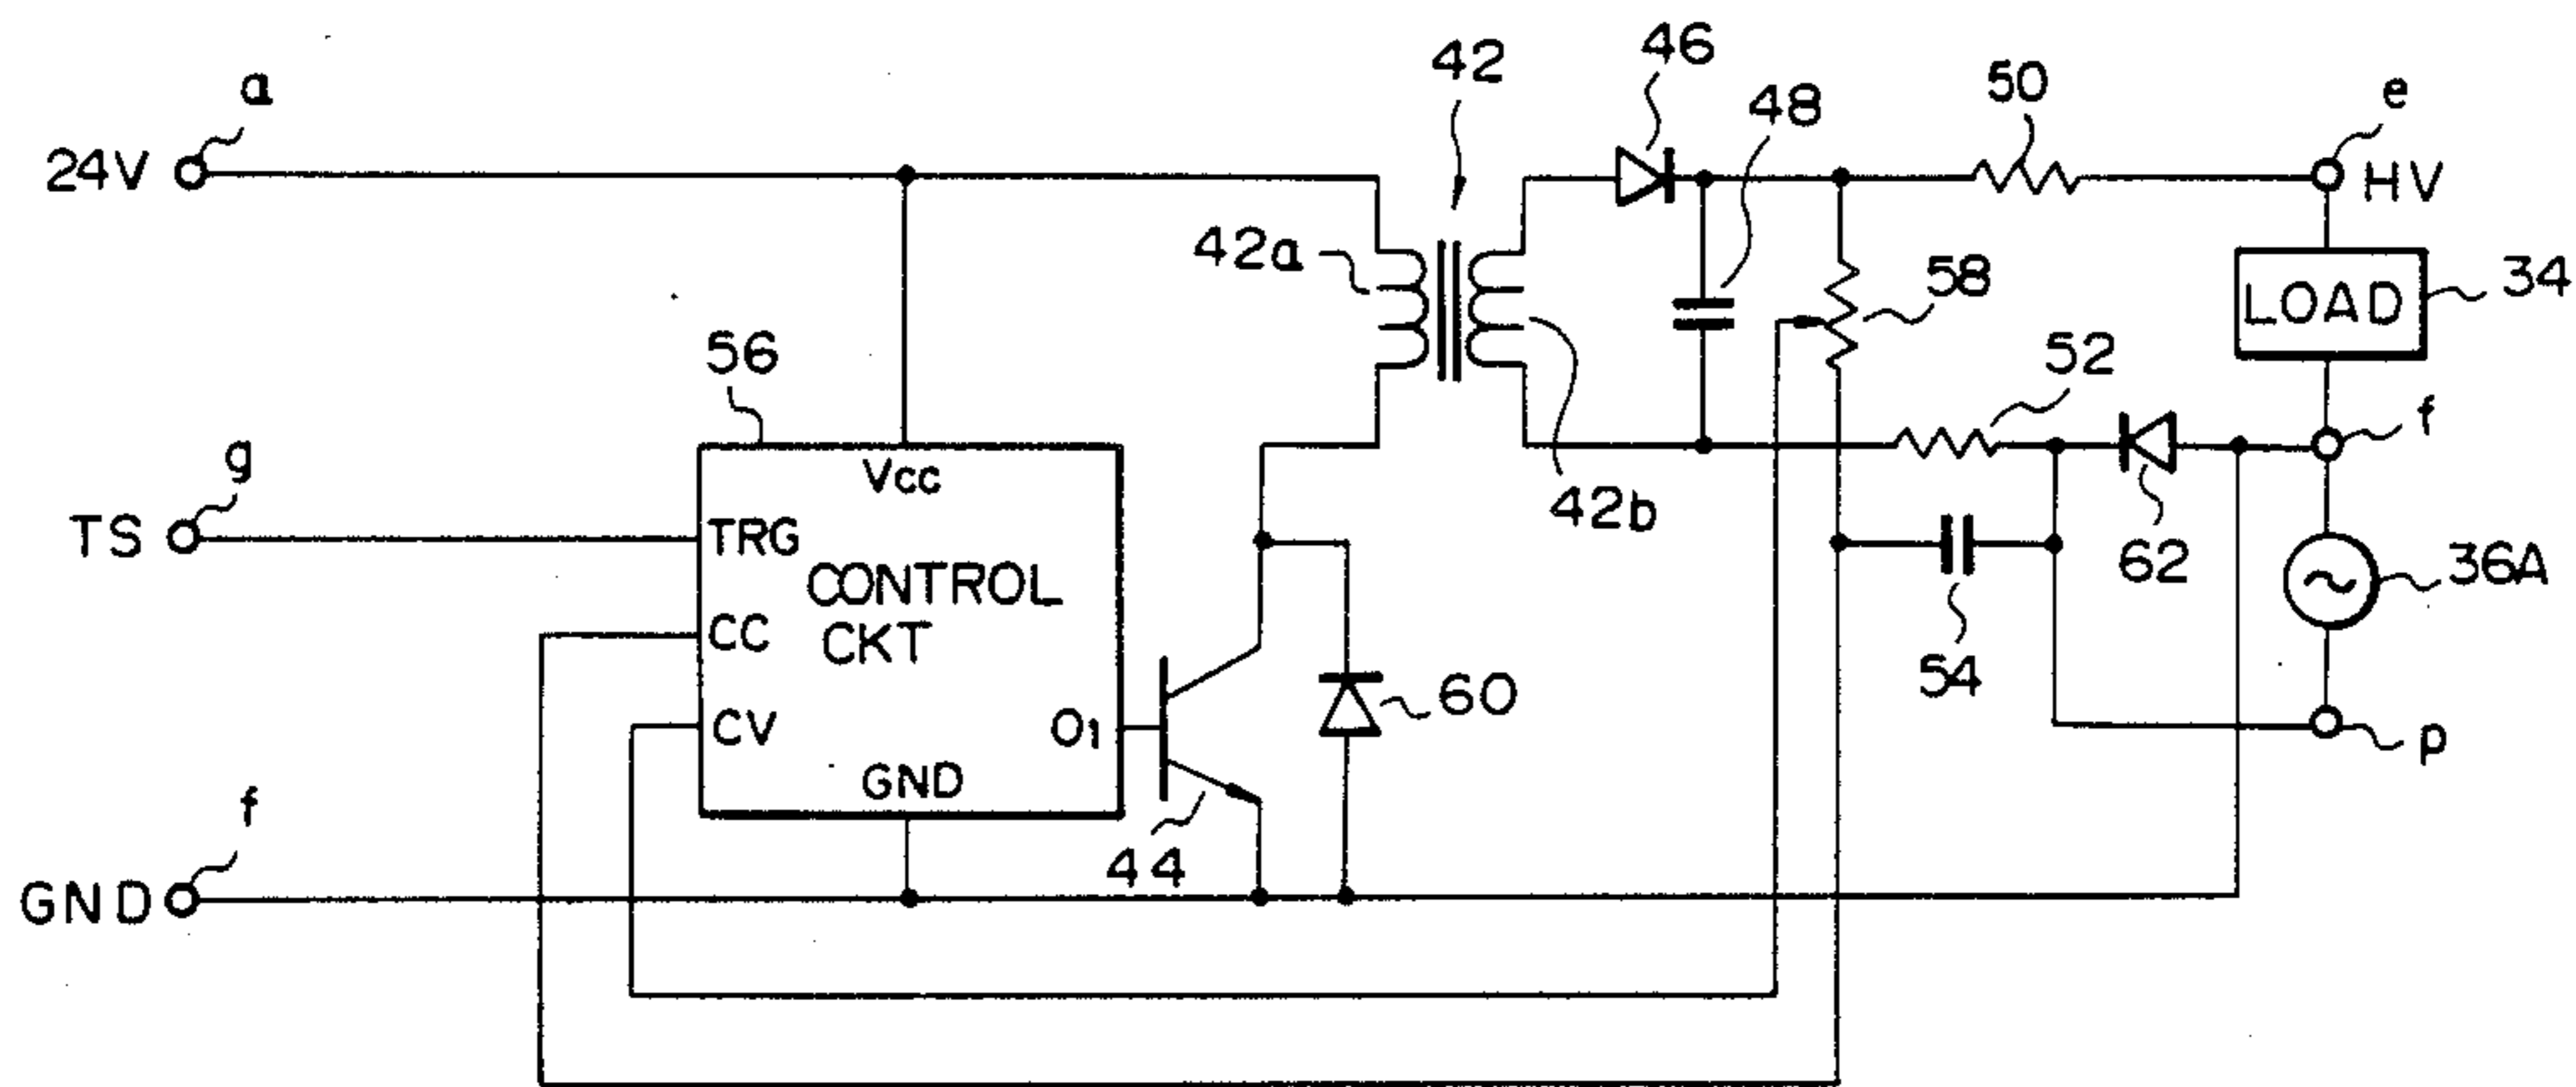 a
24V
42
46
48
50
e
HV
42a
58
34
LOAD
56
52
f
Vcc
g
TS
TRG
42b
62
36A
CONTROL
CKT
CC
54
60
CV
O1
p
GND
f
GND
44